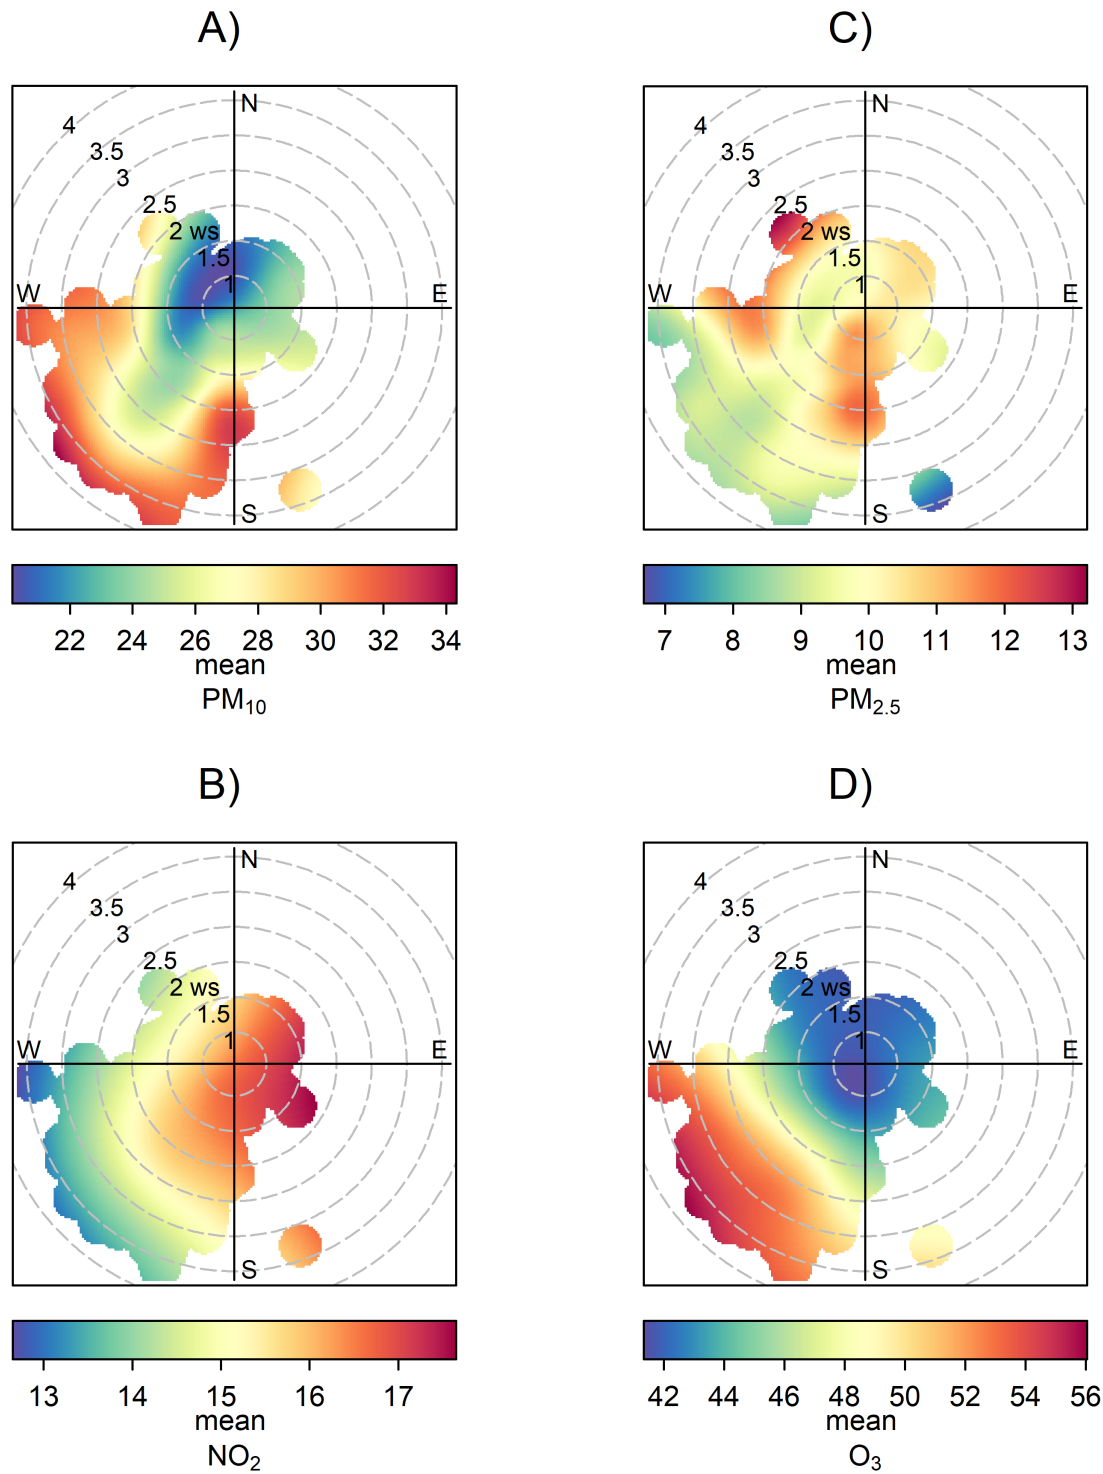 A)
N
4
3.5
3
2.5
2 ws
1.5
1
W
E
S
22 24 26 28 30 32 34
mean
PM10
C)
N
4
3.5
3
2.5
2 ws
1.5
1
W
E
S
7 8 9 10 11 12 13
mean
PM2.5
B)
N
4
3.5
3
2.5
2 ws
1.5
1
W
E
S
13 14 15 16 17
mean
NO2
D)
N
4
3.5
3
2.5
2 ws
1.5
1
W
E
S
42 44 46 48 50 52 54 56
mean
O3